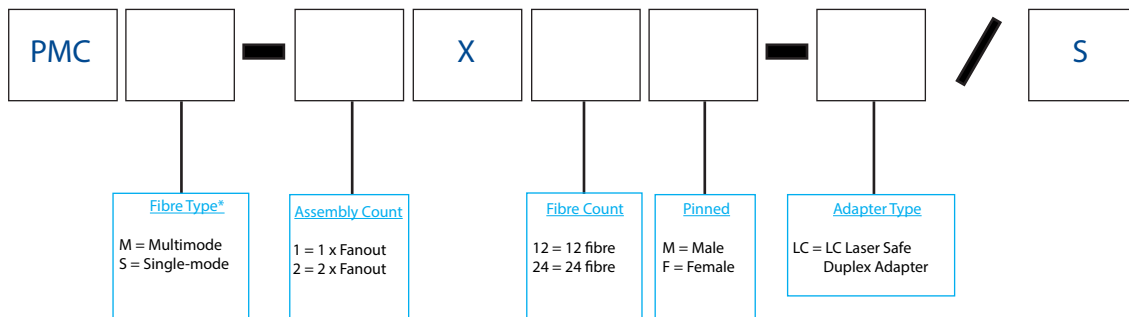 PMC X S
Fibre Type*
M = Multimode
S = Single-mode
Assembly Count
1 = 1 x Fanout
2 = 2 x Fanout
Fibre Count
12 = 12 fibre
24 = 24 fibre
Pinned
M = Male
F = Female
Adapter Type
LC = LC Laser Safe
Duplex Adapter